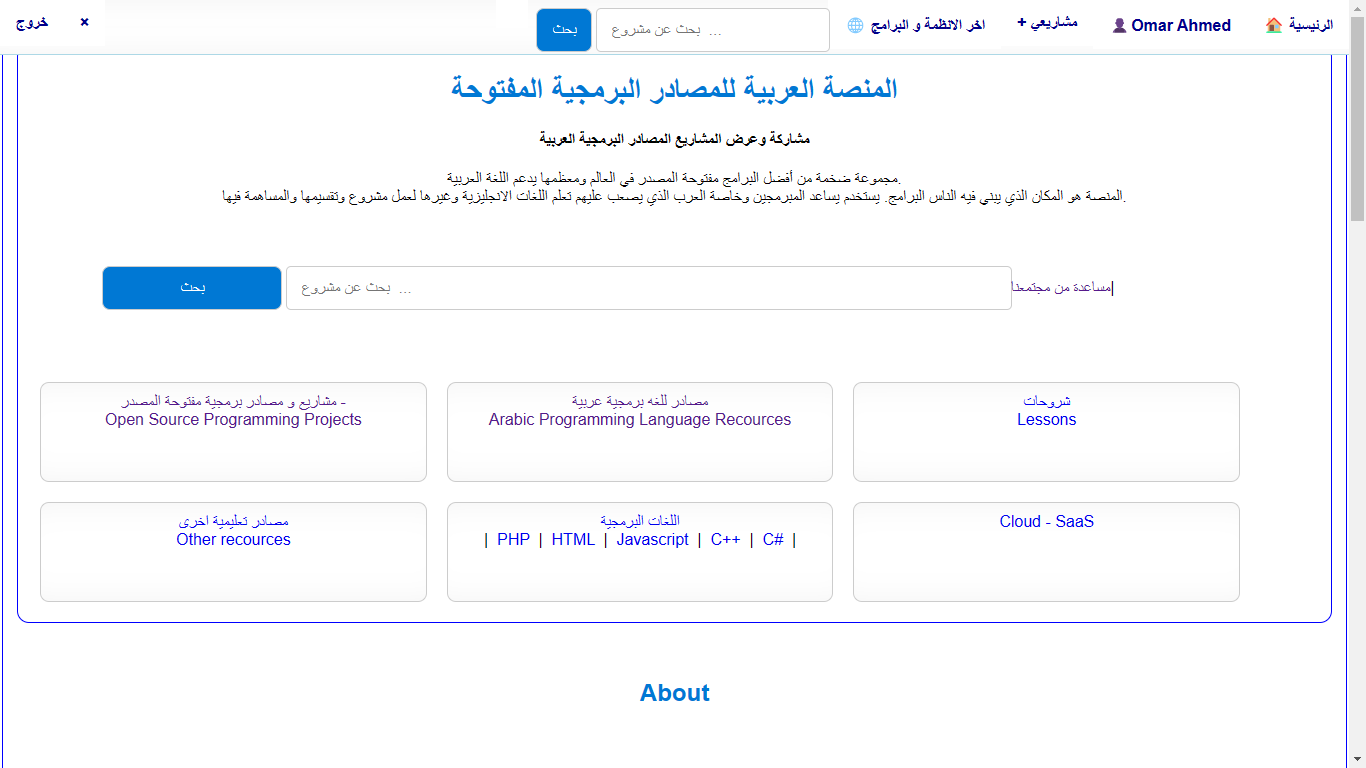 الرئيسية
Omar Ahmed
مشاريعي +
اخر الانظمة و البرامج
بحث عن مشروع ...
بحث
×
خروج
المنصة العربية للمصادر البرمجية المفتوحة
مشاركة وعرض المشاريع المصادر البرمجية العربية
مجموعة ضخمة من أفضل البرامج مفتوحة المصدر في العالم ومعظمها يدعم اللغة العربية.
المنصة هو المكان الذي يبني فيه الناس البرامج. يستخدم يساعد المبرمجين وخاصة العرب الذي يصعب عليهم تعلم اللغات الانجليزية وغيرها لعمل مشروع وتقسيمها والمساهمة فيها.
|مساعدة من مجتمعنا
بحث عن مشروع ...
بحث
شروحات
Lessons
مصادر للغه برمجية عربية
Arabic Programming Language Recources
مشاريع و مصادر برمجية مفتوحة المصدر -
Open Source Programming Projects
Cloud - SaaS
اللغات البرمجية
| PHP | HTML | Javascript | C++ | C# |
مصادر تعليمية اخرى
Other recources
About